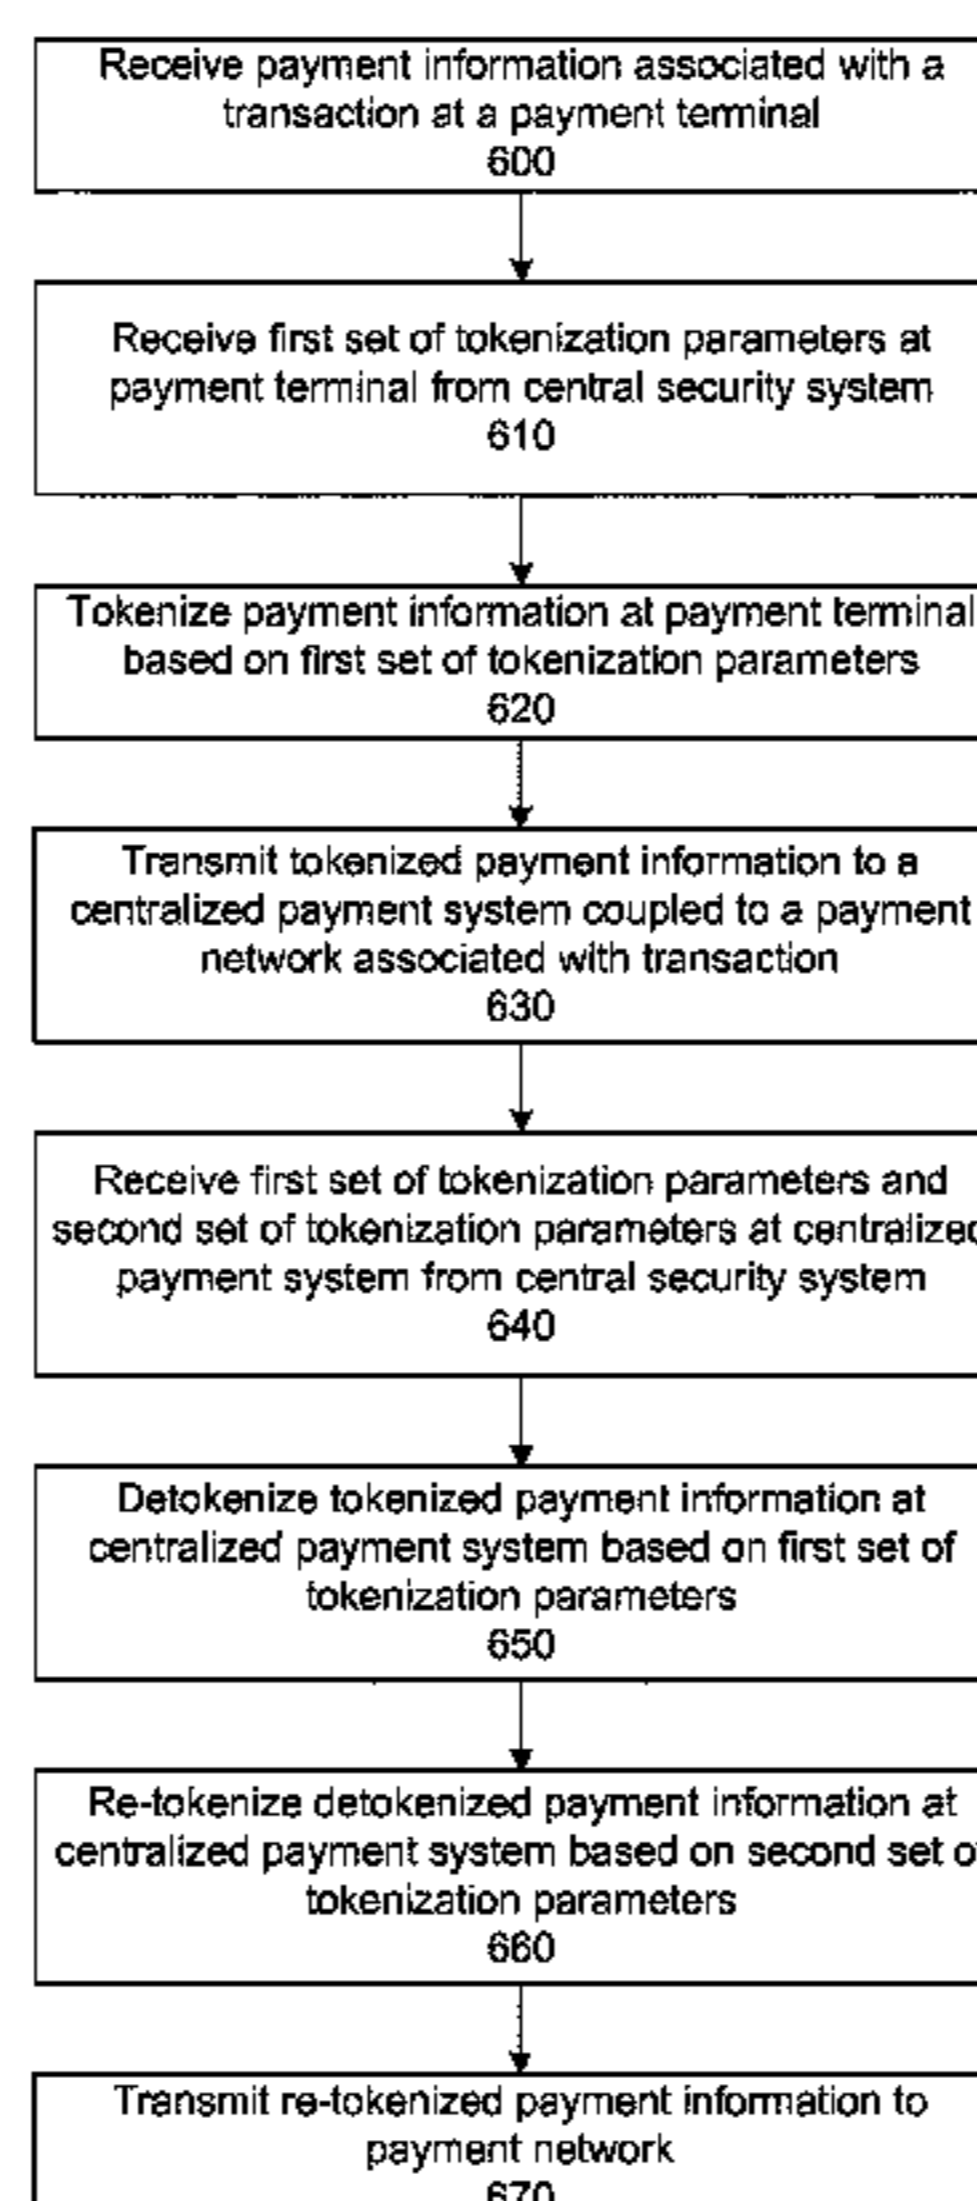 Receive payment information associated with a
transaction at a payment terminal
600
Receive first set of tokenization parameters at
payment terminal from central security system
610
Tokenize payment information at payment terminal
based on first set of tokenization parameters
620
Transmit tokenized payment information to a
centralized payment system coupled to a payment
network associated with transaction
630
Receive first set of tokenization parameters and
second set of tokenization parameters at centralized
payment system from central security system
640
Detokenize tokenized payment information at
centralized payment system based on first set of
tokenization parameters
650
Re-tokenize detokenized payment information at
centralized payment system based on second set of
tokenization parameters
660
Transmit re-tokenized payment information to
payment network
670